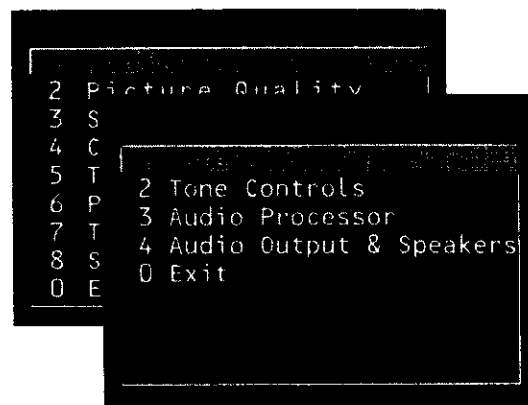 2 Picture Quality
3 S
4 C
5 T
6 P
7 T
8 S
0 E
2 Tone Controls
3 Audio Processor
4 Audio Output & Speakers
0 Exit